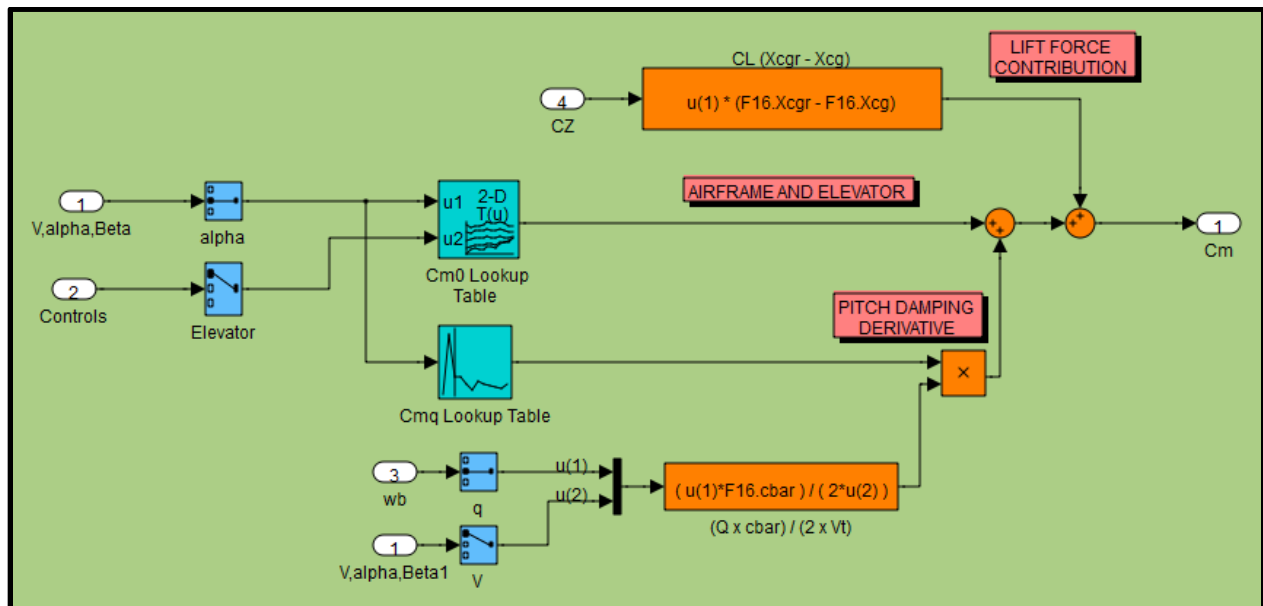 CL (Xcgr - Xcg)
LIFT FORCE
CONTRIBUTION
4
CZ
u(1) * (F16.Xcgr - F16.Xcg)
AIRFRAME AND ELEVATOR
1
V,alpha,Beta
alpha
u1
u2
2-D
T(u)
Cm0 Lookup
Table
2
Controls
Elevator
1
Cm
PITCH DAMPING
DERIVATIVE
×
Cmq Lookup Table
3
wb
q
u(1)
u(2)
( u(1)*F16.cbar ) / ( 2*u(2) )
(Q x cbar) / (2 x Vt)
1
V,alpha,Beta1
V